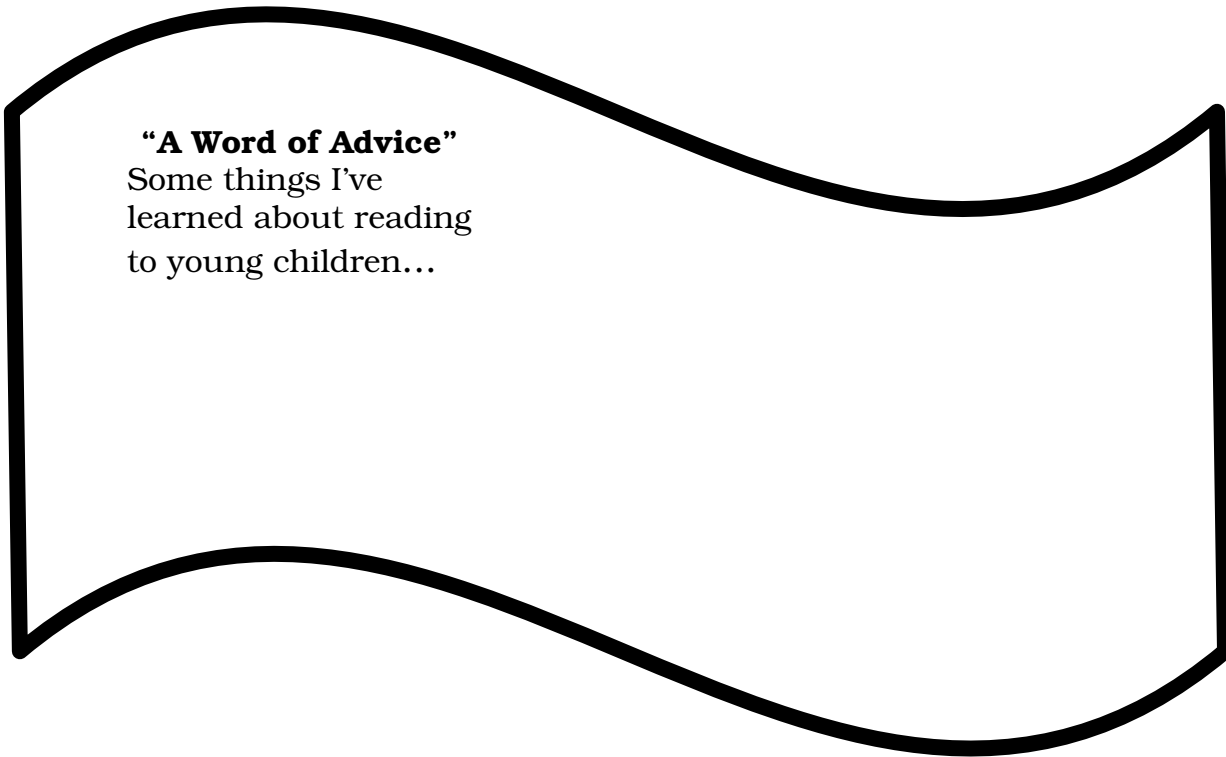 “A Word of Advice”
Some things I’ve
learned about reading
to young children…